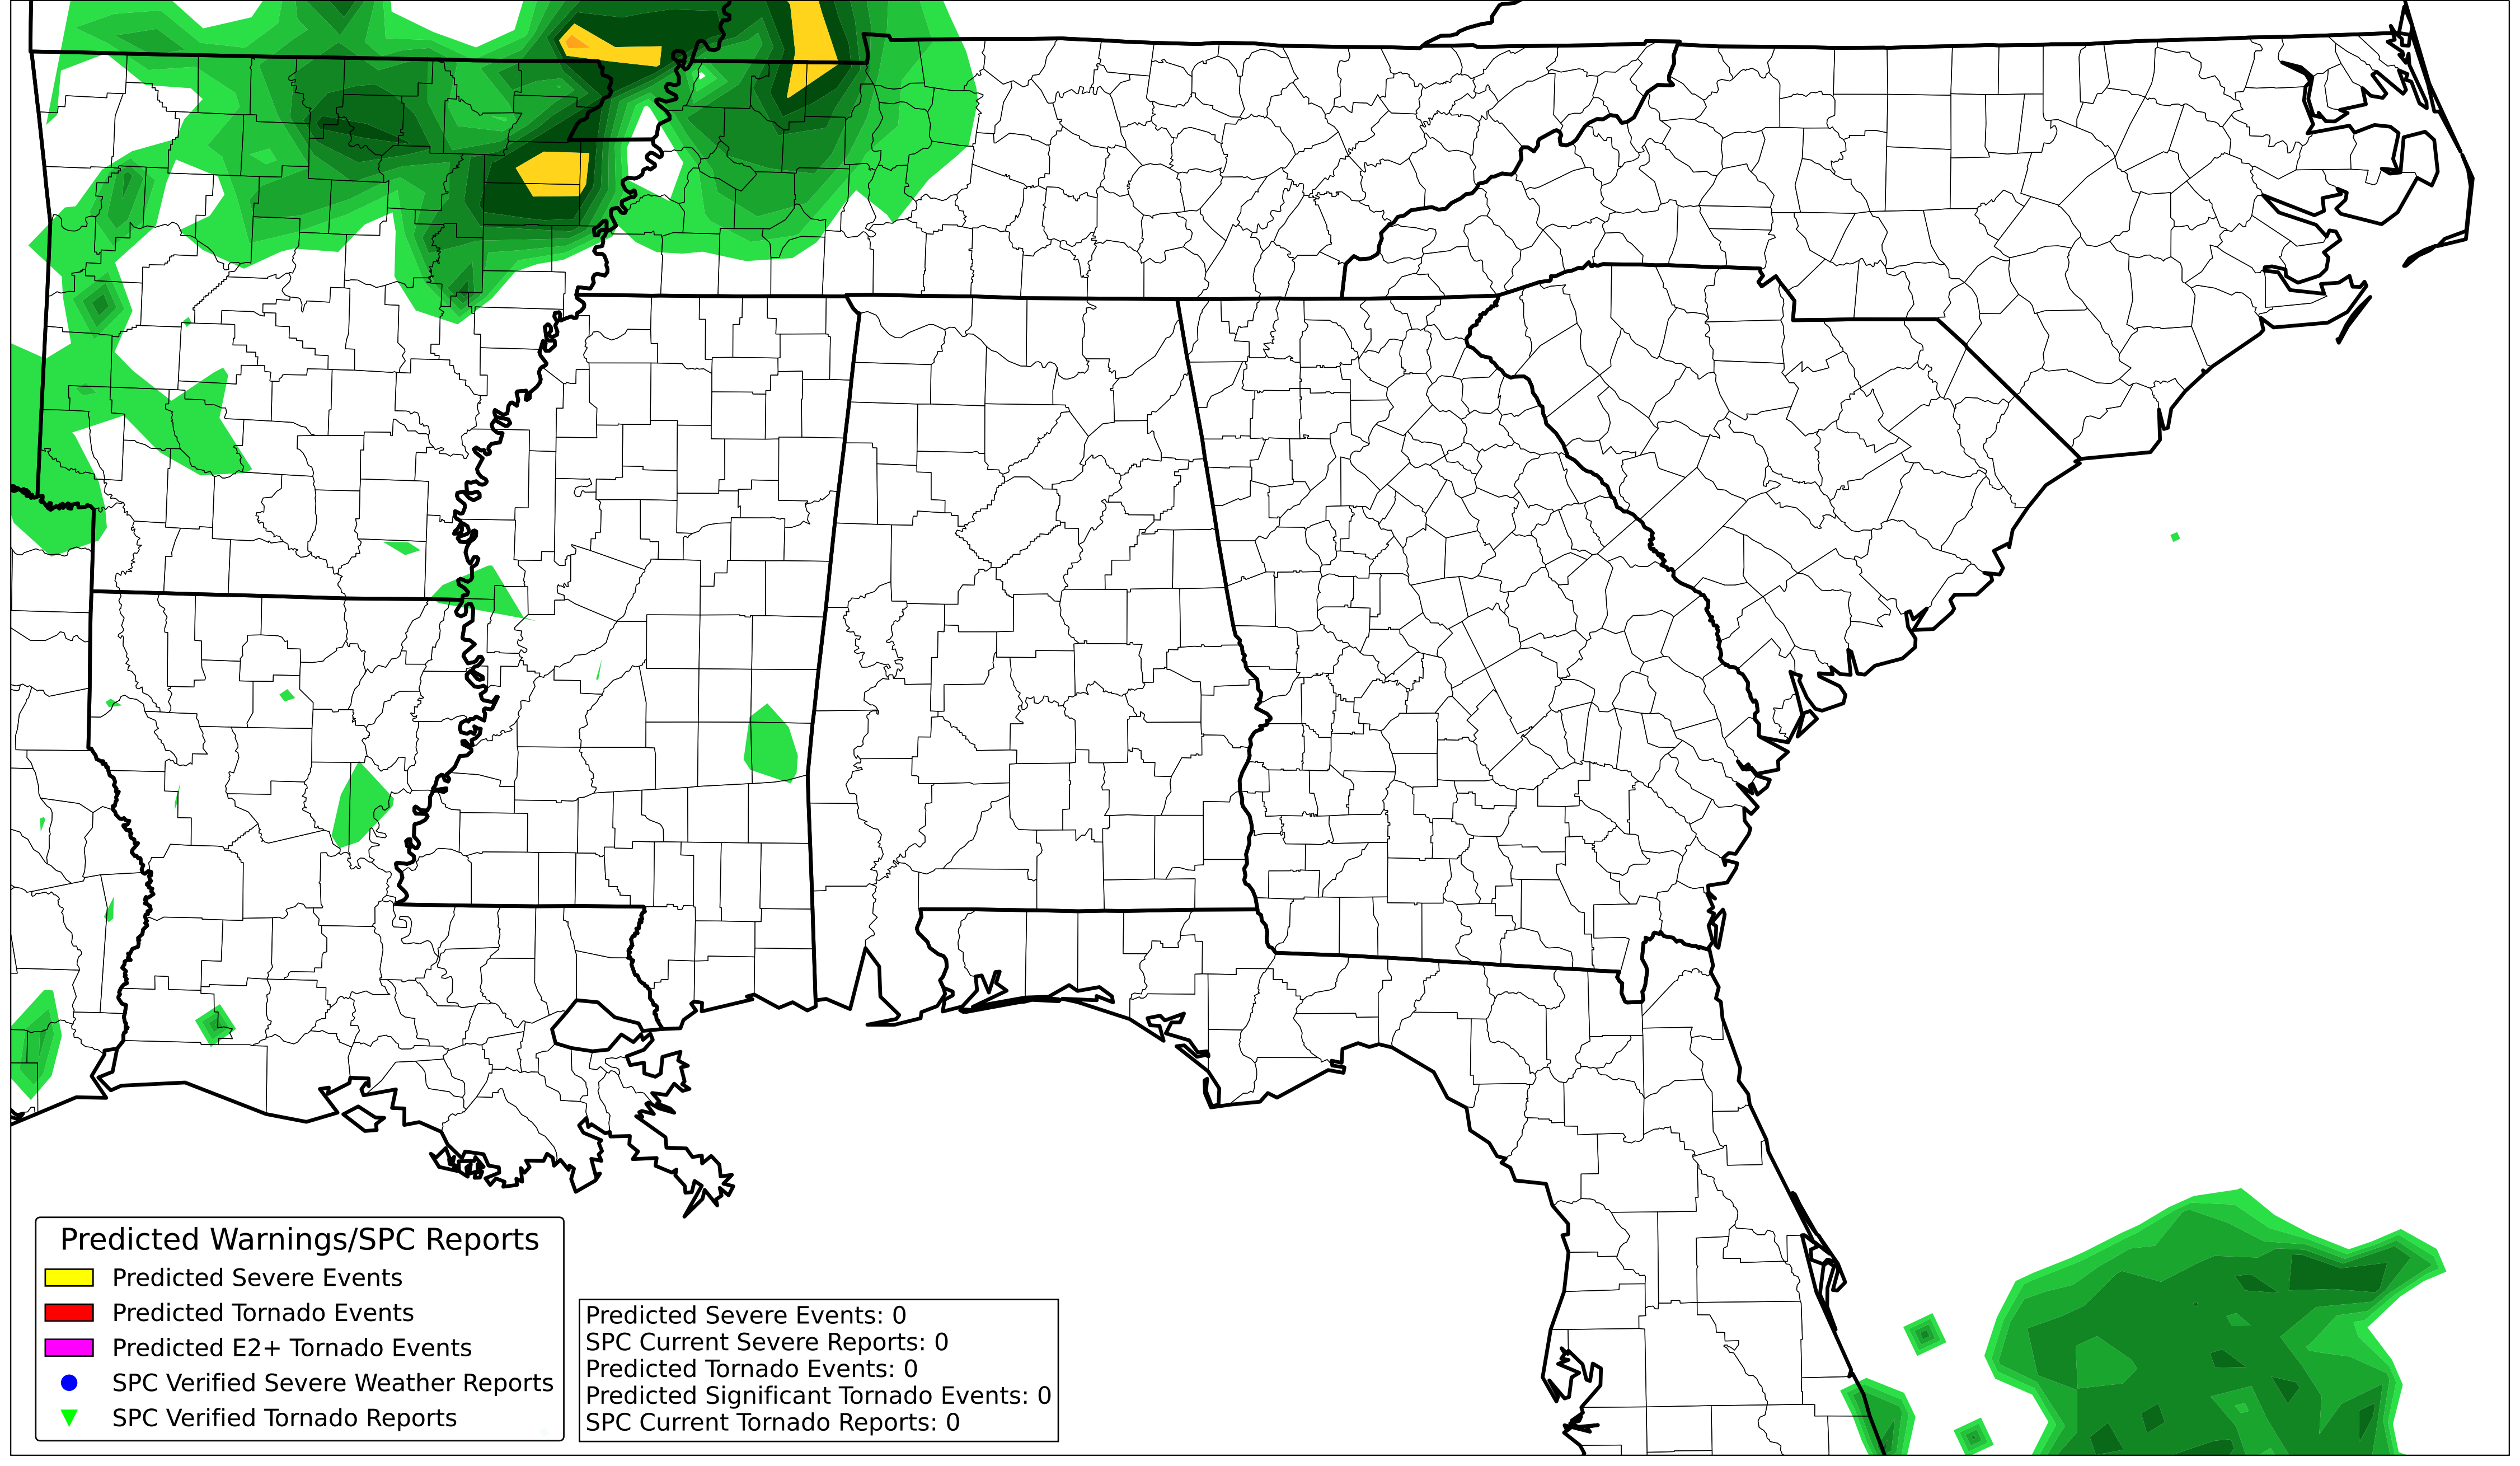 Predicted Warnings/SPC Reports
Predicted Severe Events
Predicted Tornado Events
Predicted E2+ Tornado Events
SPC Verified Severe Weather Reports
SPC Verified Tornado Reports
Predicted Severe Events: 0
SPC Current Severe Reports: 0
Predicted Tornado Events: 0
Predicted Significant Tornado Events: 0
SPC Current Tornado Reports: 0